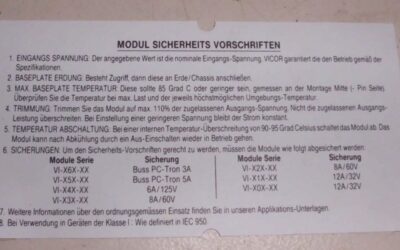 MODUL SICHERHEITS VORSCHRIFTEN
1. EINGANGS SPANNUNG: Der angegebene Wert ist die nominale Eingangs-Spannung. VICOR garantiert die den Betrieb gemäß der
Spezifikationen.
2. BASEPLATE ERDUNG: Besteht Zugriff, dann diese an Erde/Chassis anschließen.
3. MAX. BASEPLATE TEMPERATUR: Diese sollte 85 Grad C oder geringer sein, gemessen an der Montage Mitte (- Pin Seite).
Überprüfen Sie die Temperatur bei max. Last und der jeweils höchstmöglichen Umgebungs-Temperatur.
4. TRIMMUNG: Trimmen Sie das Modul auf max. 110% der zugelassenen Ausgangs-Spannung. Nicht die zugelassenen Ausgangs-
Leistung überschreiten. Bei Einstellung einer geringeren Spannung bleibt der Strom konstant.
5. TEMPERATUR ABSCHALTUNG: Bei einer internen Temperatur-Überschreitung von 90-95 Grad Celsius schaltet das Modul ab. Das
Modul kann nach Abkühlung durch ein Aus-Einschalten wieder in Betrieb gehen.
6. SICHERUNGEN: Um den Sicherheits-Vorschriften gerecht zu werden, müssen die Module wie folgt abgesichert werden:
Module Serie Sicherung Module Serie Sicherung
VI-X6X-XX Buss PC-Tron 3A VI-X2X-XX 8A/60V
VI-X5X-XX Buss PC-Tron 5A VI-X1X-XX 12A/32V
VI-X4X-XX 6A/125V VI-X0X-XX 12A/32V
VI-X3X-XX 8A/60V
7. Weitere Informationen über den ordnungsgemässen Einsatz finden Sie in unseren Applikations-Unterlagen.
8. Bei Verwendung in Geräten der Klasse I : Wie definiert in IEC 950